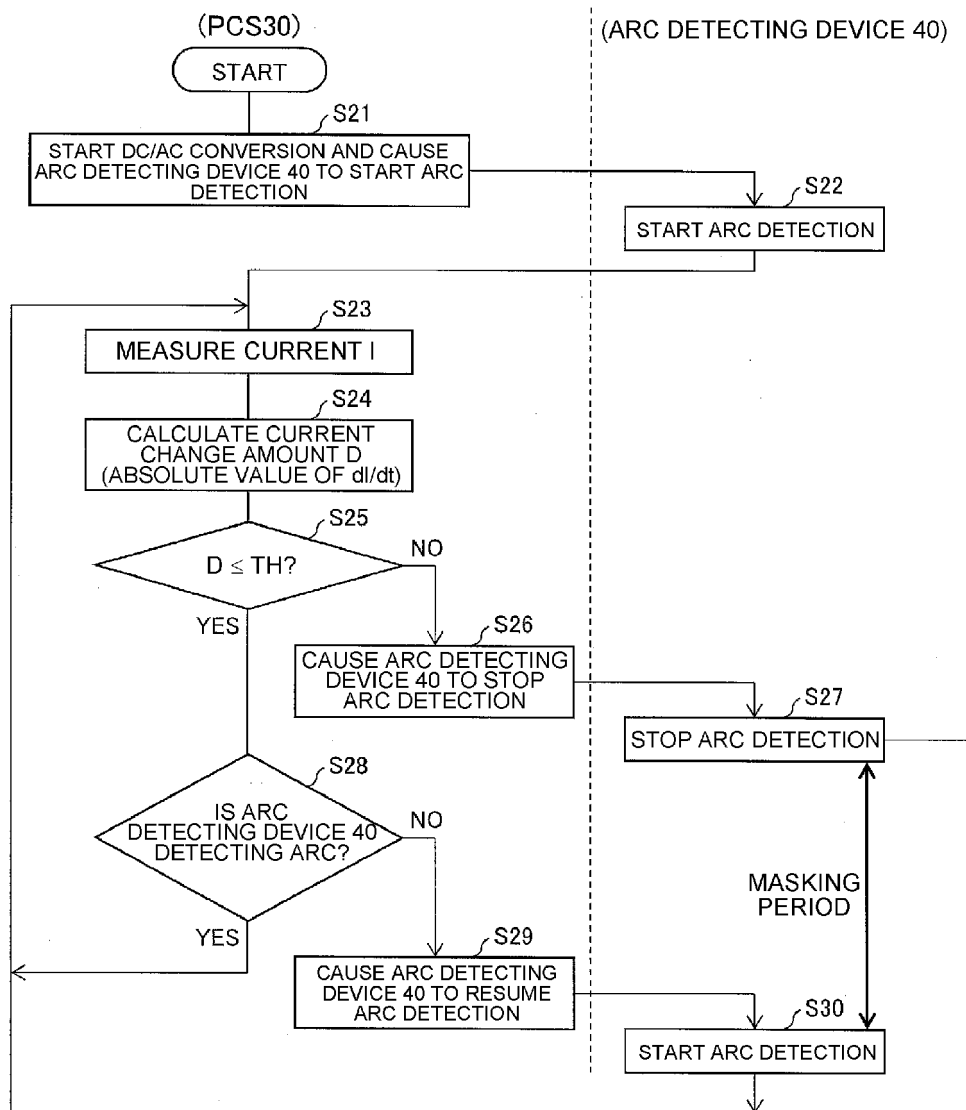 (PCS30)
(ARC DETECTING DEVICE 40)
START
S21
START DC/AC CONVERSION AND CAUSE
ARC DETECTING DEVICE 40 TO START ARC
DETECTION
S22
START ARC DETECTION
S23
MEASURE CURRENT I
S24
CALCULATE CURRENT
CHANGE AMOUNT D
(ABSOLUTE VALUE OF dI/dt)
S25
D ≤ TH?
NO
YES
S26
CAUSE ARC DETECTING
DEVICE 40 TO STOP
ARC DETECTION
S27
STOP ARC DETECTION
S28
IS ARC
DETECTING DEVICE 40
DETECTING ARC?
NO
YES
MASKING
PERIOD
S29
CAUSE ARC DETECTING
DEVICE 40 TO RESUME
ARC DETECTION
S30
START ARC DETECTION